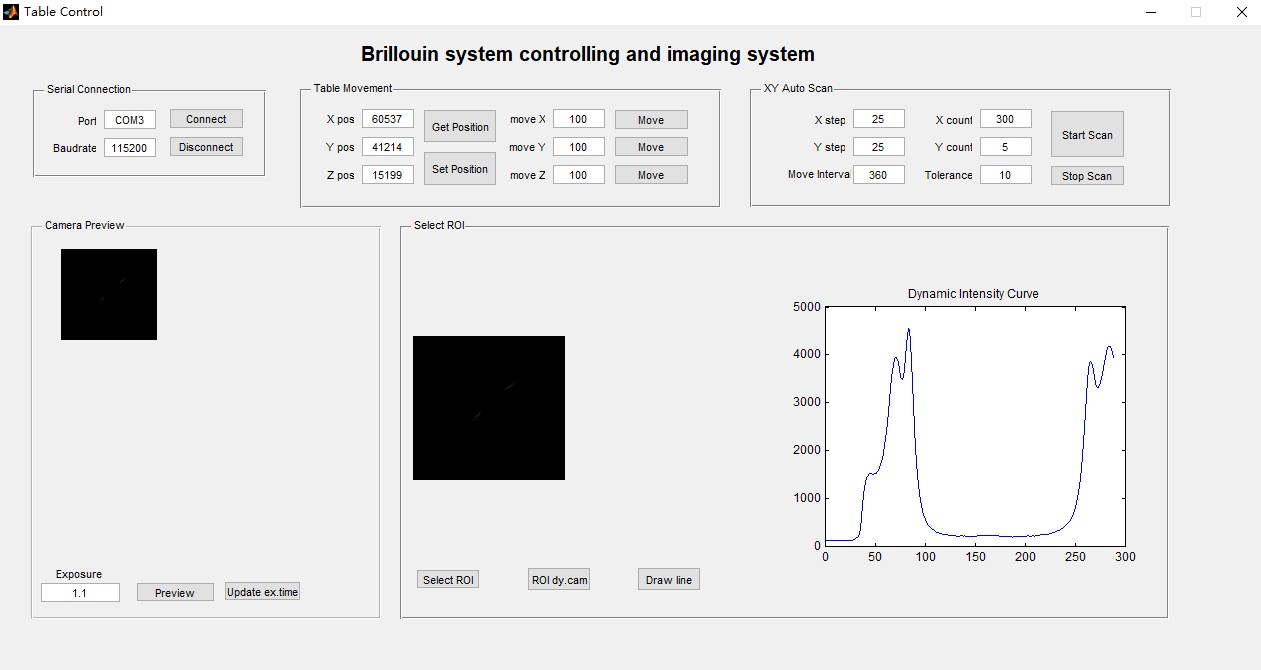 Table Control
Brillouin system controlling and imaging system
Serial Connection
Port COM3 Connect
Baudrate 115200 Disconnect
Table Movement
X pos 60537 Get Position move X 100 Move
Y pos 41214 move Y 100 Move
Z pos 15199 Set Position move Z 100 Move
XY Auto Scan
X step 25 X count 300 Start Scan
Y step 25 Y count 5
Move Interval 360 Tolerance 10 Stop Scan
Camera Preview
Exposure
1.1 Preview Update ex.time
Select ROI
Dynamic Intensity Curve
5000
4000
3000
2000
1000
0
0 50 100 150 200 250 300
Select ROI ROI dy.cam Draw line